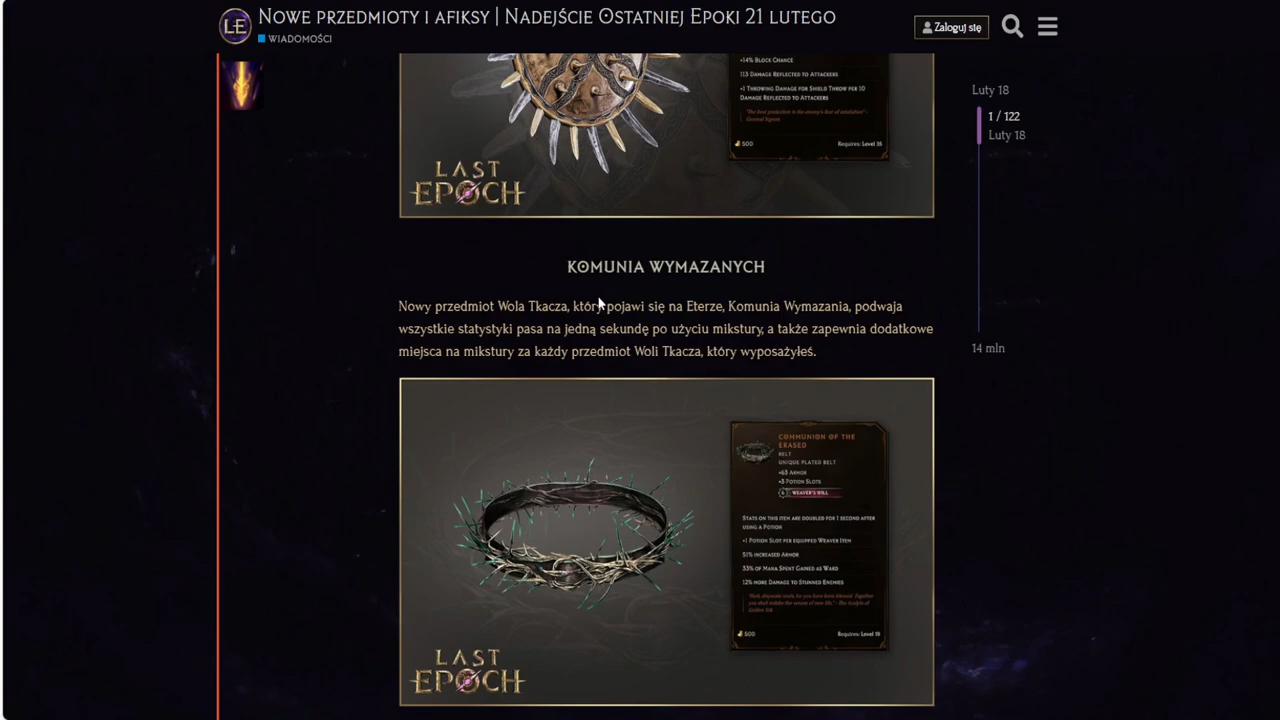 LE
Nowe przedmioty i afiksy | Nadejście Ostatniej Epoki 21 lutego
WIADOMOŚCI
Zaloguj się
+14% Block Chance
113 Damage Reflected to Attackers
+1 Throwing Damage for Shield Throw per 10
Damage Reflected to Attackers
500
Requires: Level 35
LAST
EPOCH
Luty 18
1 / 122
Luty 18
14 mln
KOMUNIA WYMAZANYCH
Nowy przedmiot Wola Tkacza, który pojawi się na Eterze, Komunia Wymazania, podwaja
wszystkie statystyki pasa na jedną sekundę po użyciu mikstury, a także zapewnia dodatkowe
miejsca na mikstury za każdy przedmiot Woli Tkacza, który wyposażyłeś.
Communion of the
Erased
Belt
Unique Plated Belt
+63 Armor
+3 Potion Slots
Weaver's Will
Stats on this item are doubled for 1 second after
using a Potion
+1 Potion Slot per equipped Weaver Item
51% increased Armor
33% of Mana Spent Gained as Ward
12% more Damage to Stunned Enemies
500
Requires: Level 19
LAST
EPOCH